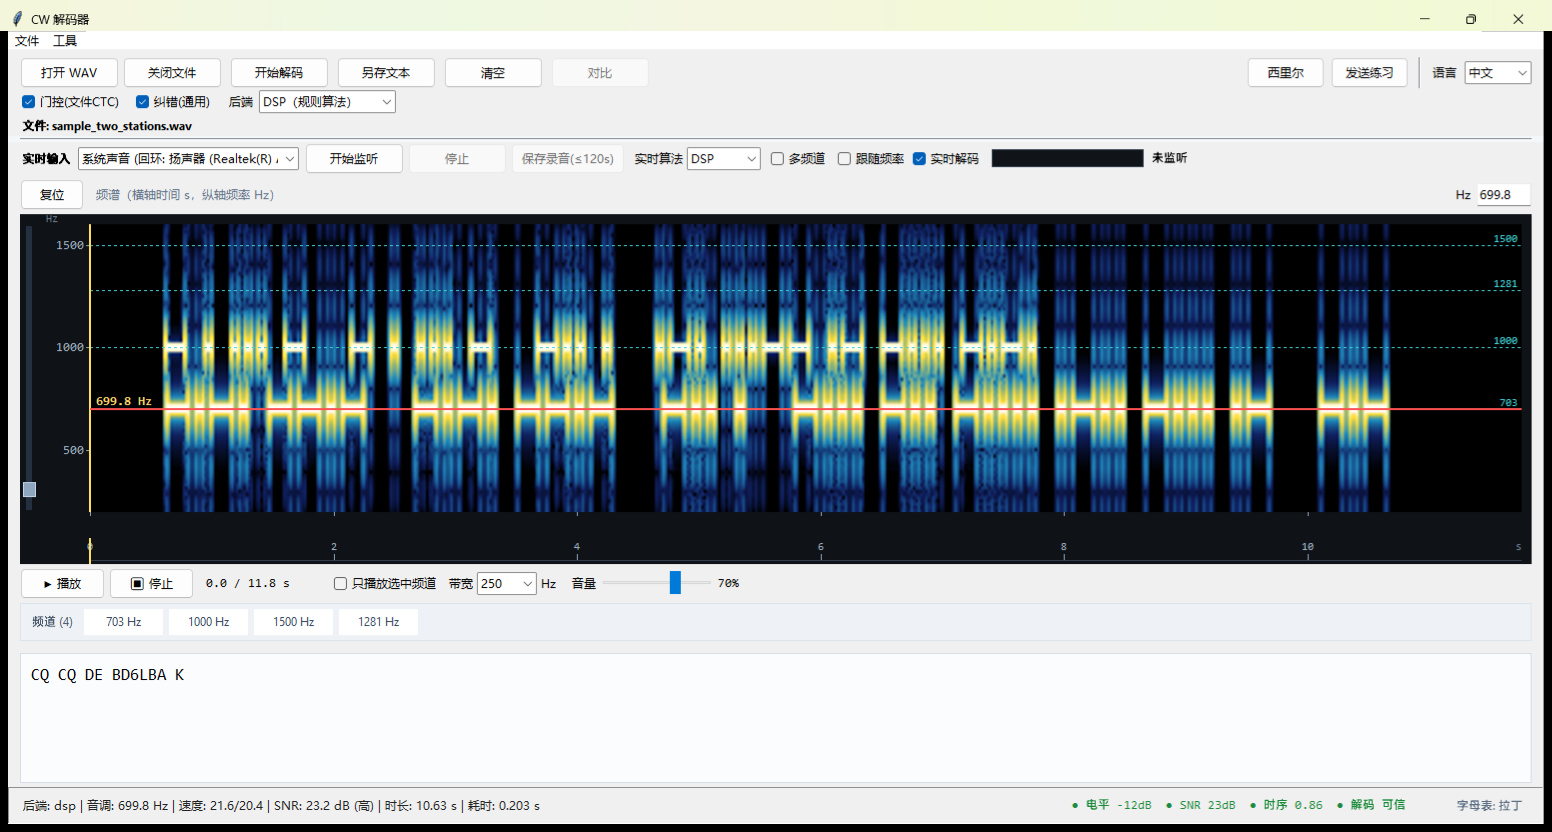 CW 解码器
文件 工具
打开 WAV 关闭文件 开始解码 另存文本 清空 对比 西里尔 发送练习 语言 中文
门控(文件CTC) 纠错(通用) 后端 DSP (规则算法)
文件: sample_two_stations.wav
实时输入 系统声音 (回环: 扬声器 (Realtek(R) 开始监听 停止 保存录音(≤120s) 实时算法 DSP 多频道 跟随频率 实时解码 未监听
复位 频谱 (横轴时间 s, 纵轴频率 Hz) Hz 699.8
Hz
1500 1500
1281
1000 1000
699.8 Hz 703
500
0 2 4 6 8 10 s
播放 停止 0.0 / 11.8 s 只播放选中频道 带宽 250 Hz 音量 70%
频道 (4) 703 Hz 1000 Hz 1500 Hz 1281 Hz
CQ CQ DE BD6LBA K
后端: dsp | 音调: 699.8 Hz | 速度: 21.6/20.4 | SNR: 23.2 dB (高) | 时长: 10.63 s | 耗时: 0.203 s ● 电平 -12dB ● SNR 23dB ● 时序 0.86 ● 解码 可信 字母表: 拉丁